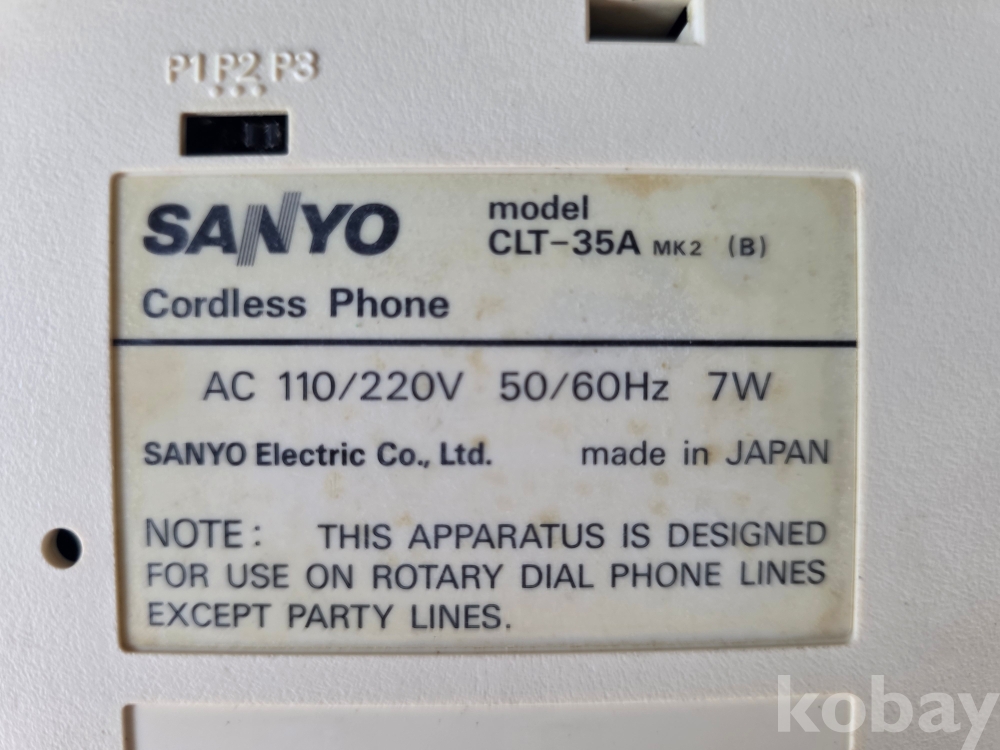 P1 P2 P3
SANYO
model
CLT-35A MK2 (B)
Cordless Phone
AC 110/220V 50/60Hz 7W
SANYO Electric Co., Ltd. made in JAPAN
NOTE: THIS APPARATUS IS DESIGNED
FOR USE ON ROTARY DIAL PHONE LINES
EXCEPT PARTY LINES.
kobay